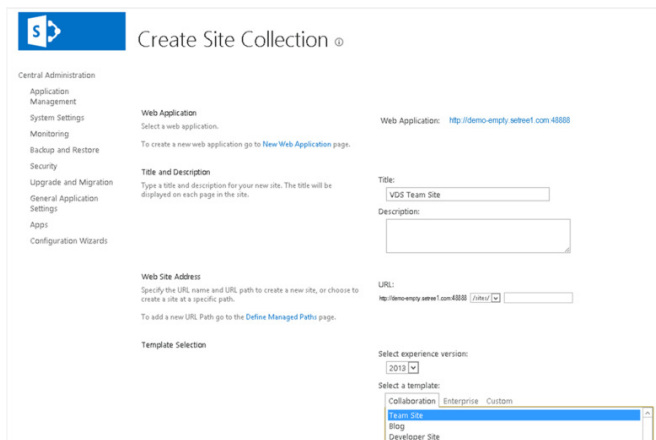 S
Create Site Collection
Central Administration
Application
Management
System Settings
Monitoring
Backup and Restore
Security
Upgrade and Migration
General Application
Settings
Apps
Configuration Wizards
Web Application
Select a web application.
To create a new web application go to New Web Application page.
Web Application: http://demo-empty.setree1.com:48888
Title and Description
Type a title and description for your new site. The title will be
displayed on each page in the site.
Title:
VDS Team Site
Description:
Web Site Address
Specify the URL name and URL path to create a new site, or choose to
create a site at a specific path.
To add a new URL Path go to the Define Managed Paths page.
URL:
http://demo-empty.setree1.com:48888 /sites/
Template Selection
Select experience version:
2013
Select a template:
Collaboration Enterprise Custom
Team Site
Blog
Developer Site